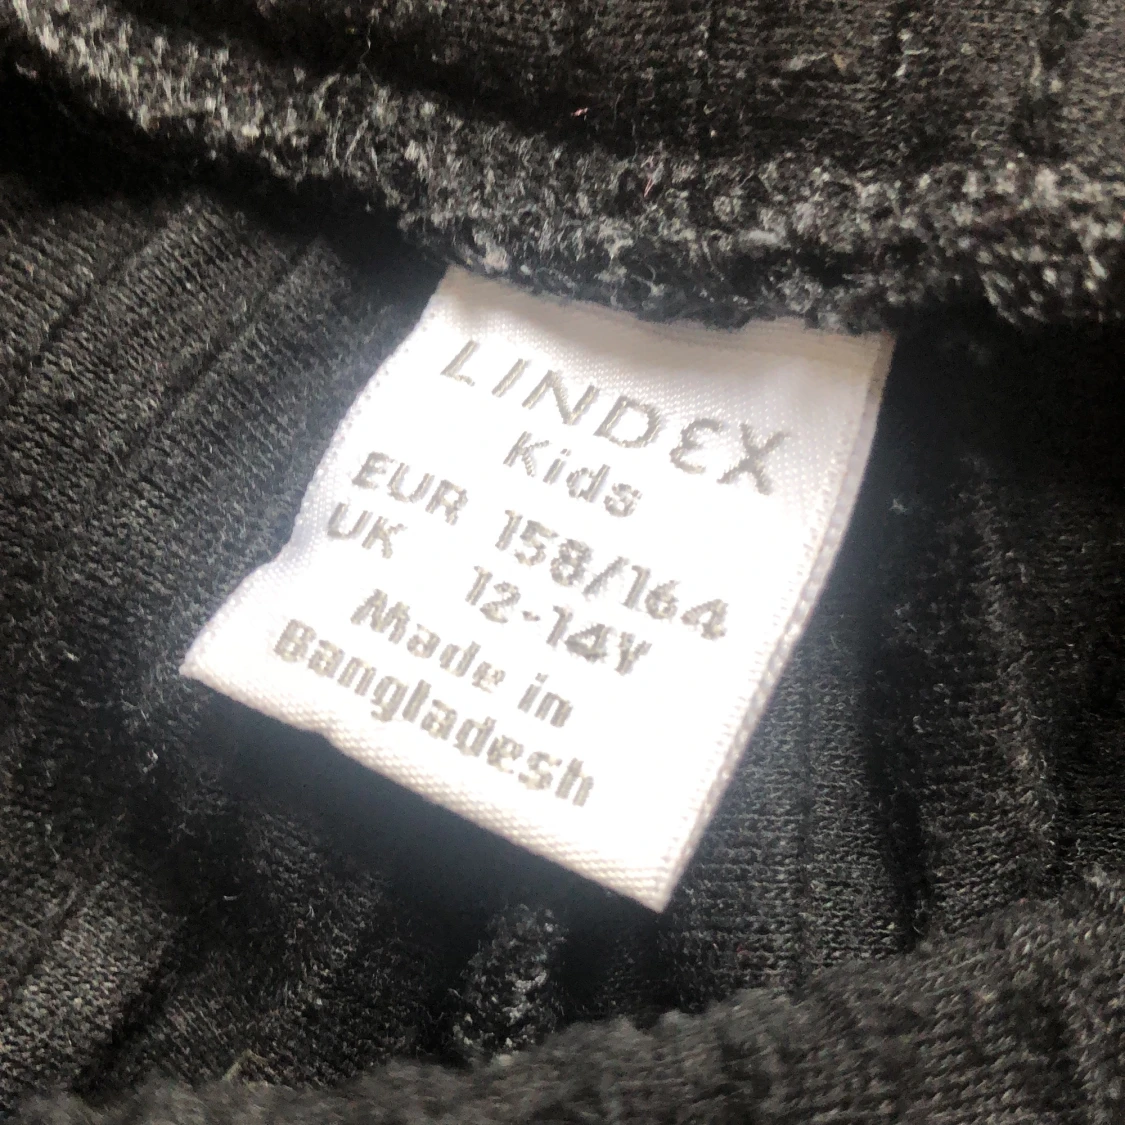 LINDEX
Kids
EUR 158/164
UK 12-14Y
Made in
Bangladesh